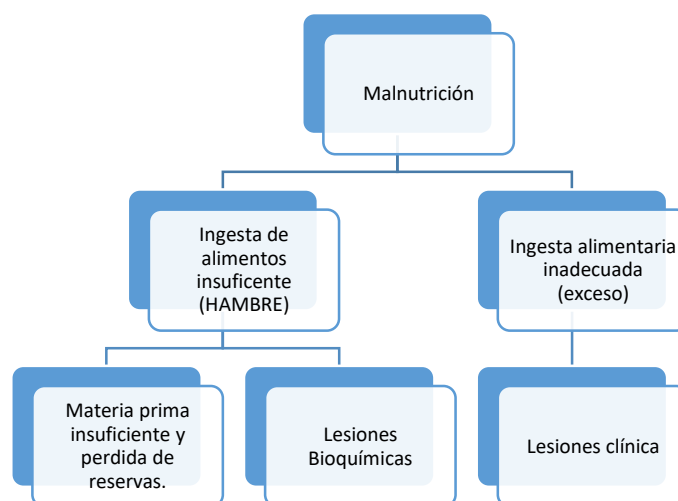 Malnutrición
Ingesta de
alimentos
insuficente
(HAMBRE)
Ingesta alimentaria
inadecuada
(exceso)
Materia prima
insuficiente y
perdida de
reservas.
Lesiones
Bioquímicas
Lesiones clínica